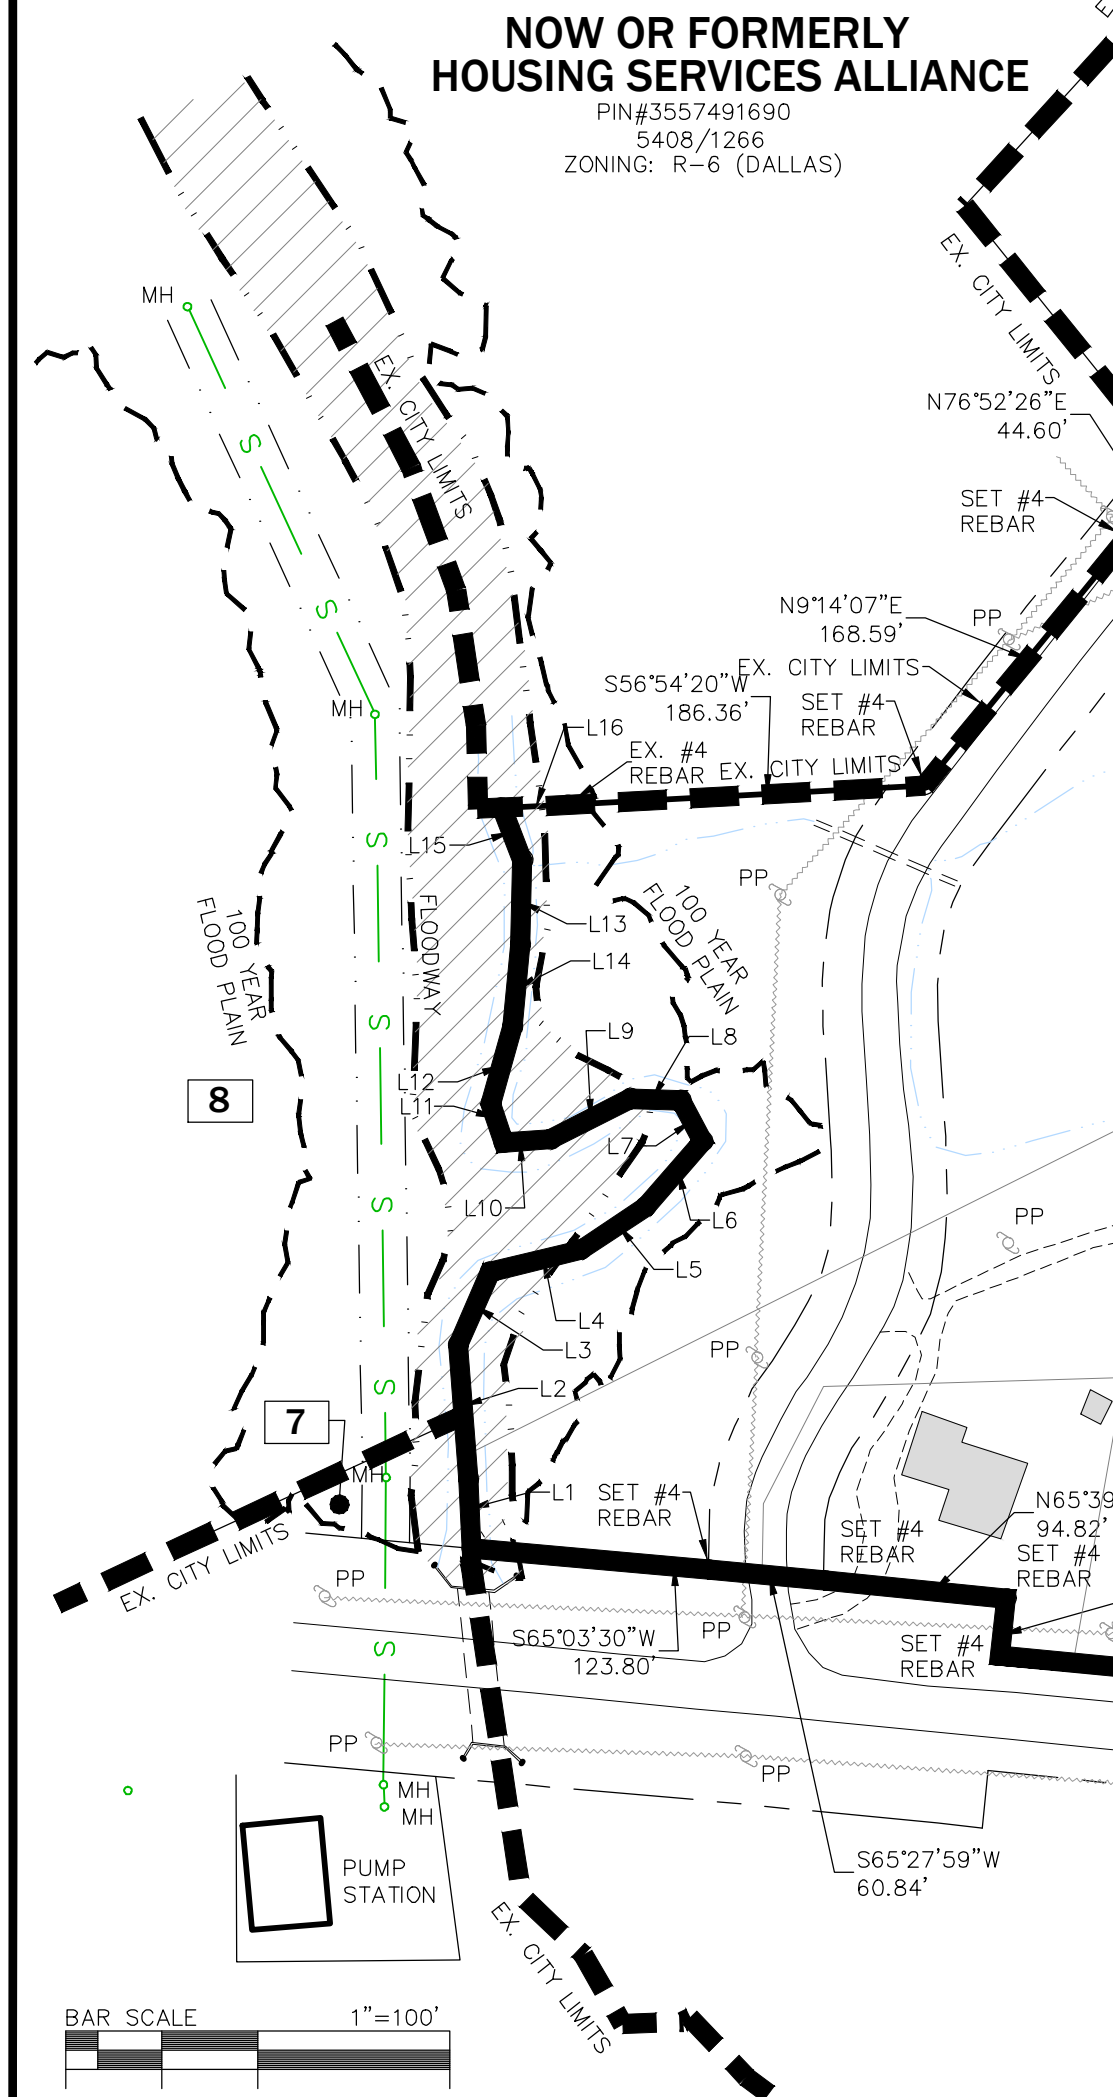 NOW OR FORMERLY
HOUSING SERVICES ALLIANCE
PIN#3557491690
5408/1266
ZONING: R-6 (DALLAS)
EX. CITY LIMITS
MH
EX. CITY LIMITS
N76°52'26"E
44.60'
SET #4
REBAR
S
S
N9°14'07"E
168.59'
PP
EX. CITY LIMITS
S56°54'20"W
186.36'
SET #4
REBAR
MH
L16
EX. #4
REBAR
EX. CITY LIMITS
S
L15
PP
100 YEAR
FLOOD PLAIN
FLOODWAY
L13
100 YEAR
FLOOD PLAIN
L14
S
L9
L8
L12
8
L11
L7
L10
S
L6
PP
L5
L4
L3
PP
S
L2
7
MH
L1
SET #4
REBAR
N65°39
94.82'
SET #4
REBAR
SET #4
REBAR
EX. CITY LIMITS
PP
PP
S65°03'30"W
123.80'
S
SET #4
REBAR
PP
PP
MH
MH
S65°27'59"W
60.84'
PUMP
STATION
EX. CITY LIMITS
BAR SCALE
1"=100'